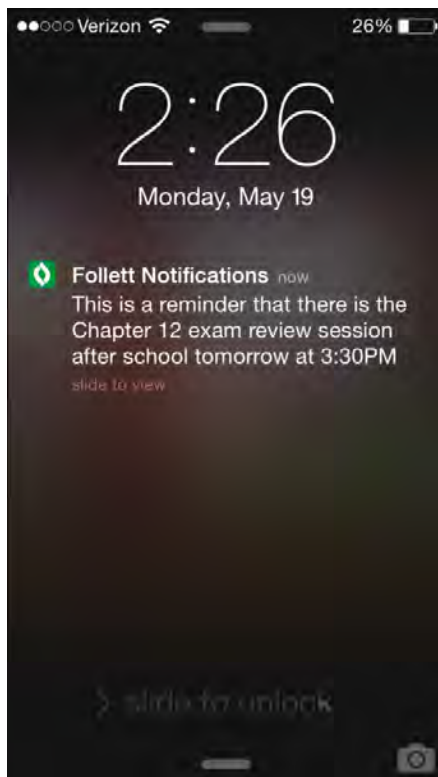 Verizon 26%
2:26
Monday, May 19
Follett Notifications now
This is a reminder that there is the
Chapter 12 exam review session
after school tomorrow at 3:30PM
slide to view
slide to unlock